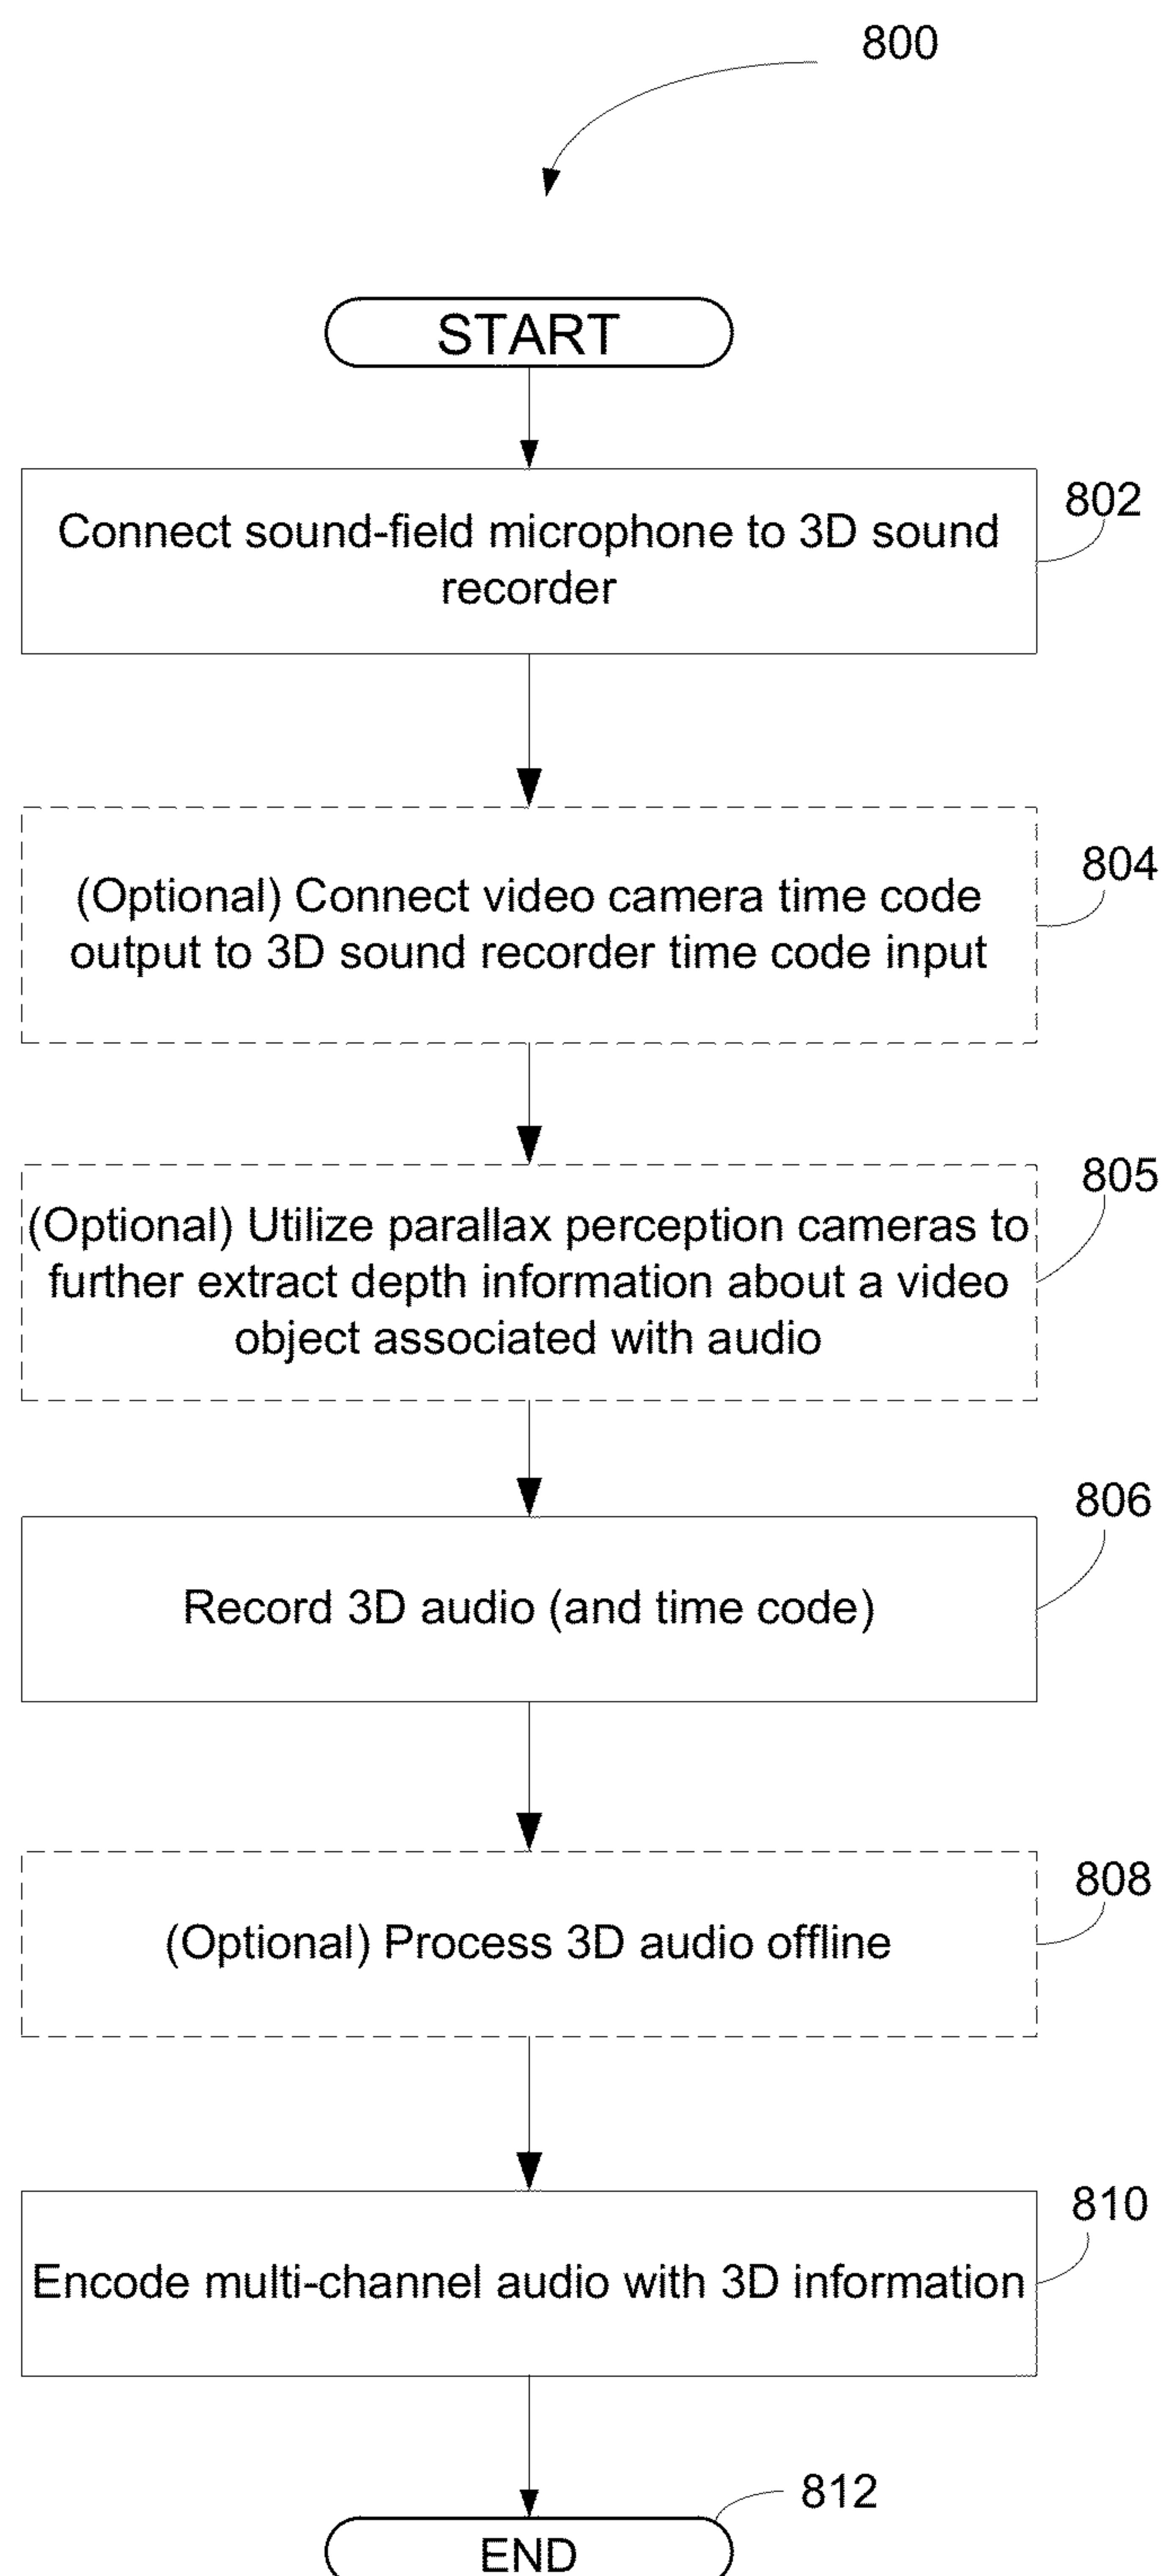 800
START
Connect sound-field microphone to 3D sound
recorder
802
(Optional) Connect video camera time code
output to 3D sound recorder time code input
804
(Optional) Utilize parallax perception cameras to
further extract depth information about a video
object associated with audio
805
Record 3D audio (and time code)
806
(Optional) Process 3D audio offline
808
Encode multi-channel audio with 3D information
810
812
END